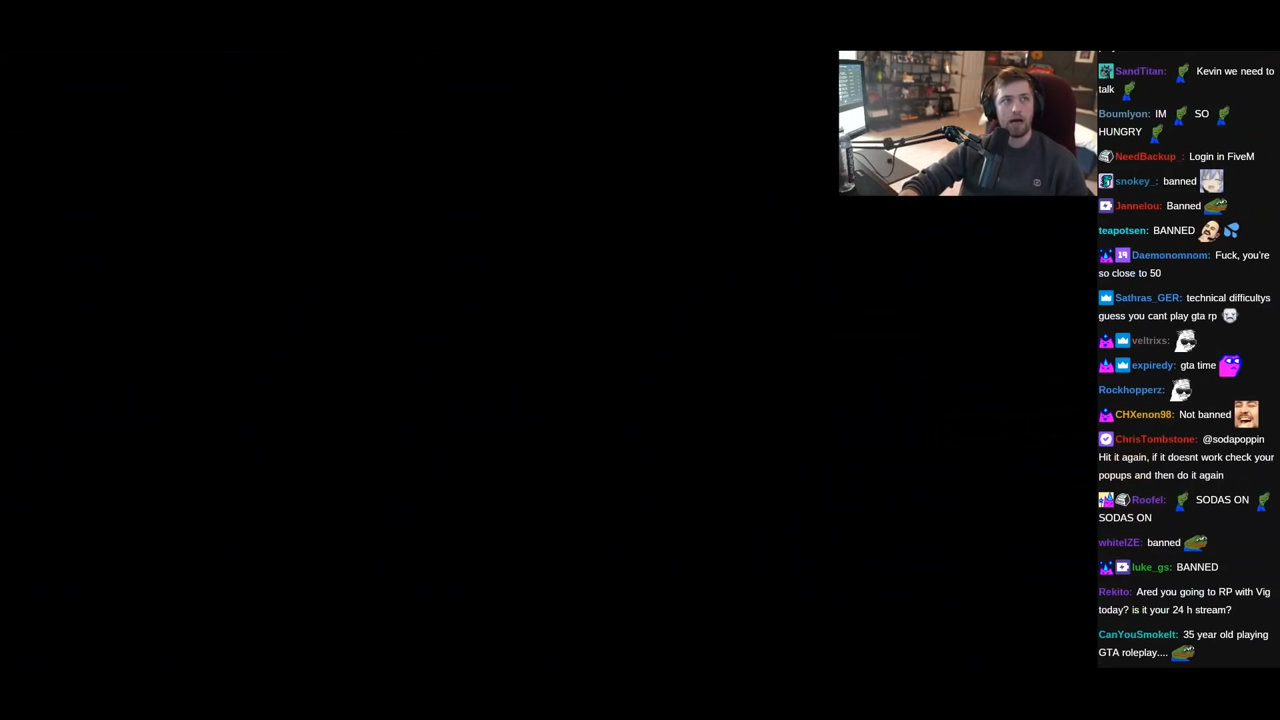 SandTitan: Kevin we need to
talk
Boumlyon: IM SO
HUNGRY
NeedBackup_: Login in FiveM
snokey_: banned
Jannelou: Banned
teapotsen: BANNED
19 Daemonomnom: Fuck, you're
so close to 50
Sathras_GER: technical difficultys
guess you cant play gta rp
veltrixs:
expiredy: gta time
Rockhopperz:
CHXenon98: Not banned
ChrisTombstone: @sodapoppin
Hit it again, if it doesnt work check your
popups and then do it again
Roofel: SODAS ON
SODAS ON
luke_gs: BANNED
Rekito: Ared you going to RP with Vig
today? is it your 24 h stream?
35 year old playing
GTA roleplay....